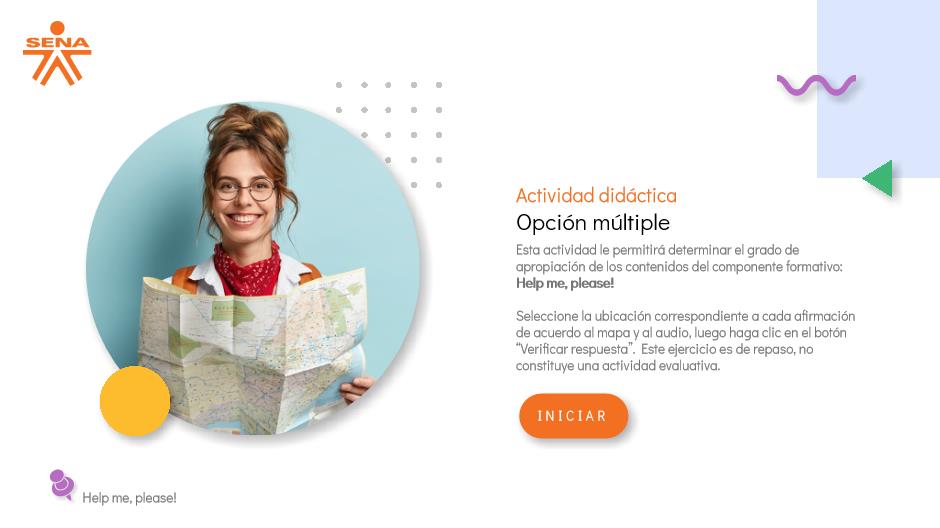 SENA
Actividad didáctica
Opción múltiple
Esta actividad le permitirá determinar el grado de
apropiación de los contenidos del componente formativo:
Help me, please!
Seleccione la ubicación correspondiente a cada afirmación
de acuerdo al mapa y al audio, luego haga clic en el botón
“Verificar respuesta”. Este ejercicio es de repaso, no
constituye una actividad evaluativa.
INICIAR
Help me, please!